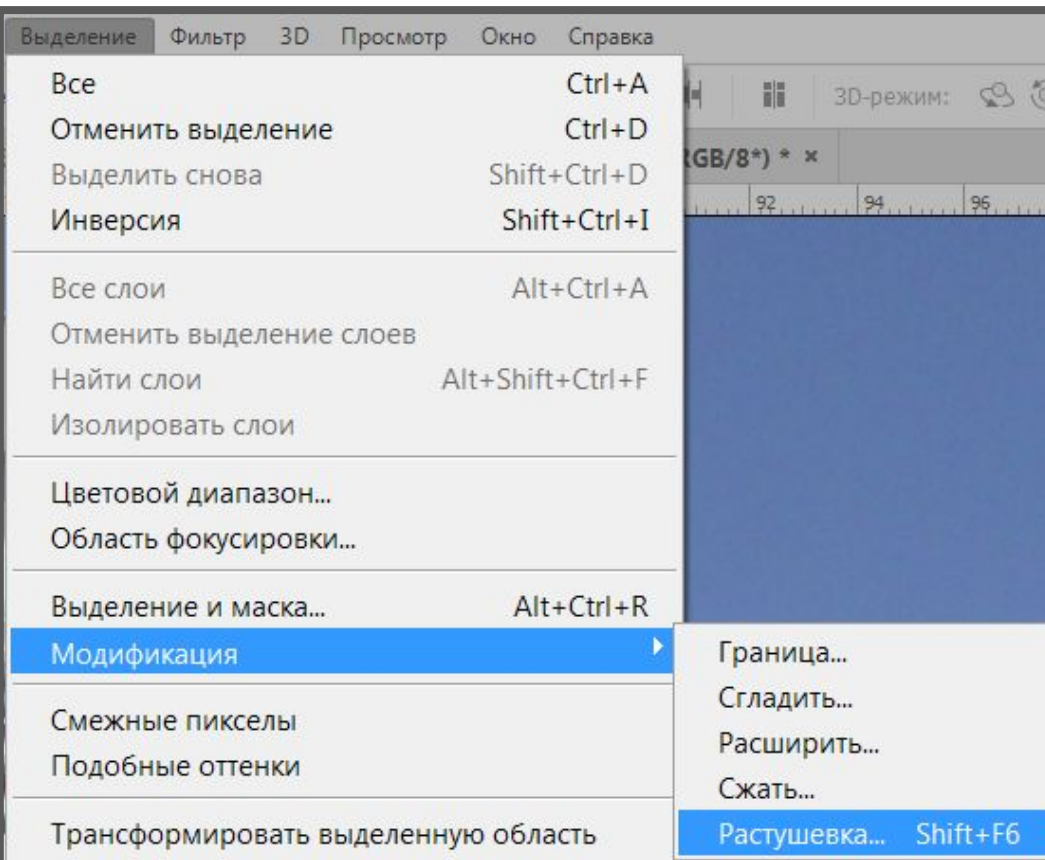 Выделение Фильтр 3D Просмотр Окно Справка
Все Ctrl+A
Отменить выделение Ctrl+D
Выделить снова Shift+Ctrl+D
Инверсия Shift+Ctrl+I
Все слои Alt+Ctrl+A
Отменить выделение слоев
Найти слои Alt+Shift+Ctrl+F
Изолировать слои
Цветовой диапазон...
Область фокусировки...
Выделение и маска... Alt+Ctrl+R
Модификация
Смежные пикселы
Подобные оттенки
Трансформировать выделенную область
3D-режим:
RGB/8*) * ×
92 94 96
Граница...
Сгладить...
Расширить...
Сжать...
Растушевка... Shift+F6